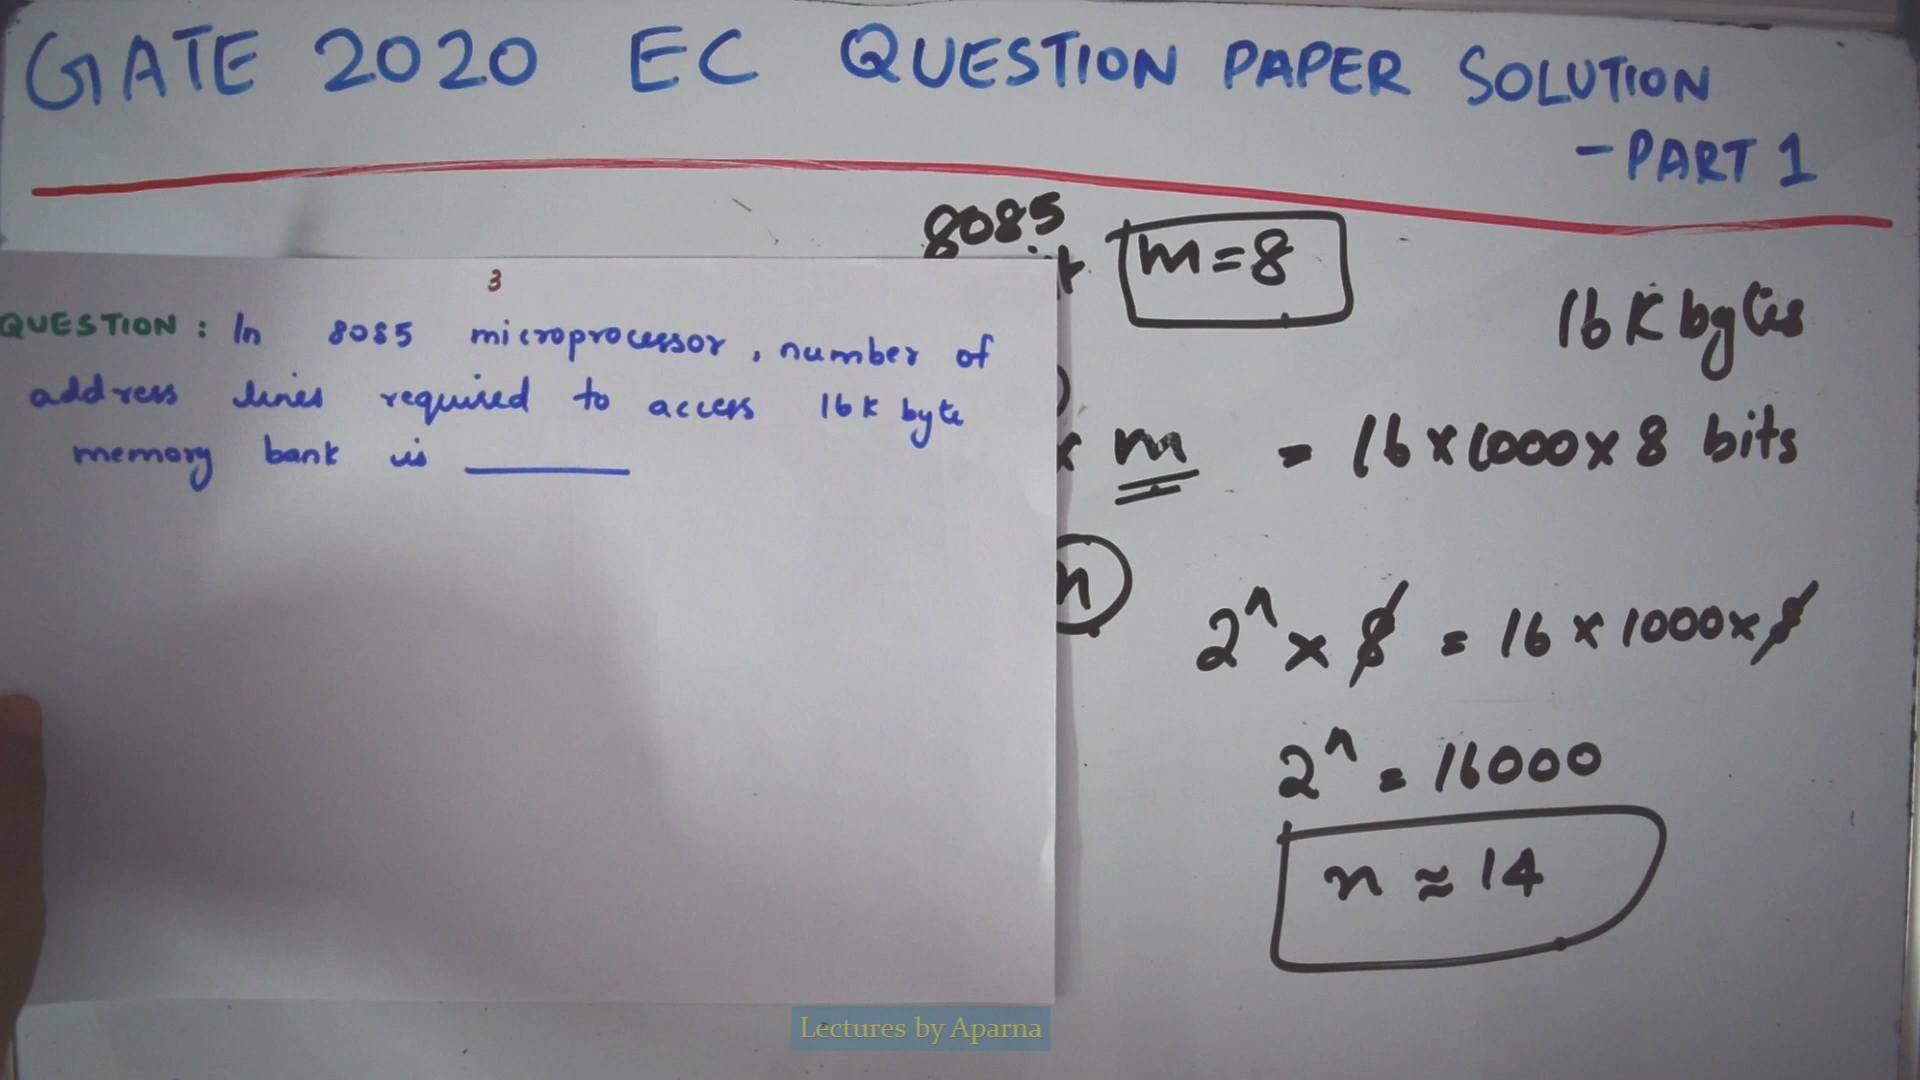 GATE 2020 EC QUESTION PAPER SOLUTION
- PART 1
8085
m = 8
3
QUESTION : In 8085 microprocessor, number of
address lines required to access 16K byte
memory bank is ______
16 K bytes
m = 16 x 1000 x 8 bits
n
2^n x 8 = 16 x 1000 x 8
2^n = 16000
n ≈ 14
Lectures by Aparna